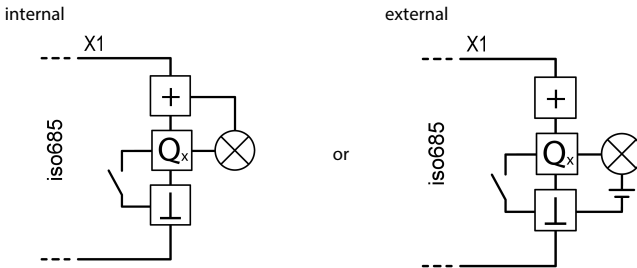 internal
external
X1
X1
+
+
iso685
Qx
or
iso685
Qx
⊥
⊥